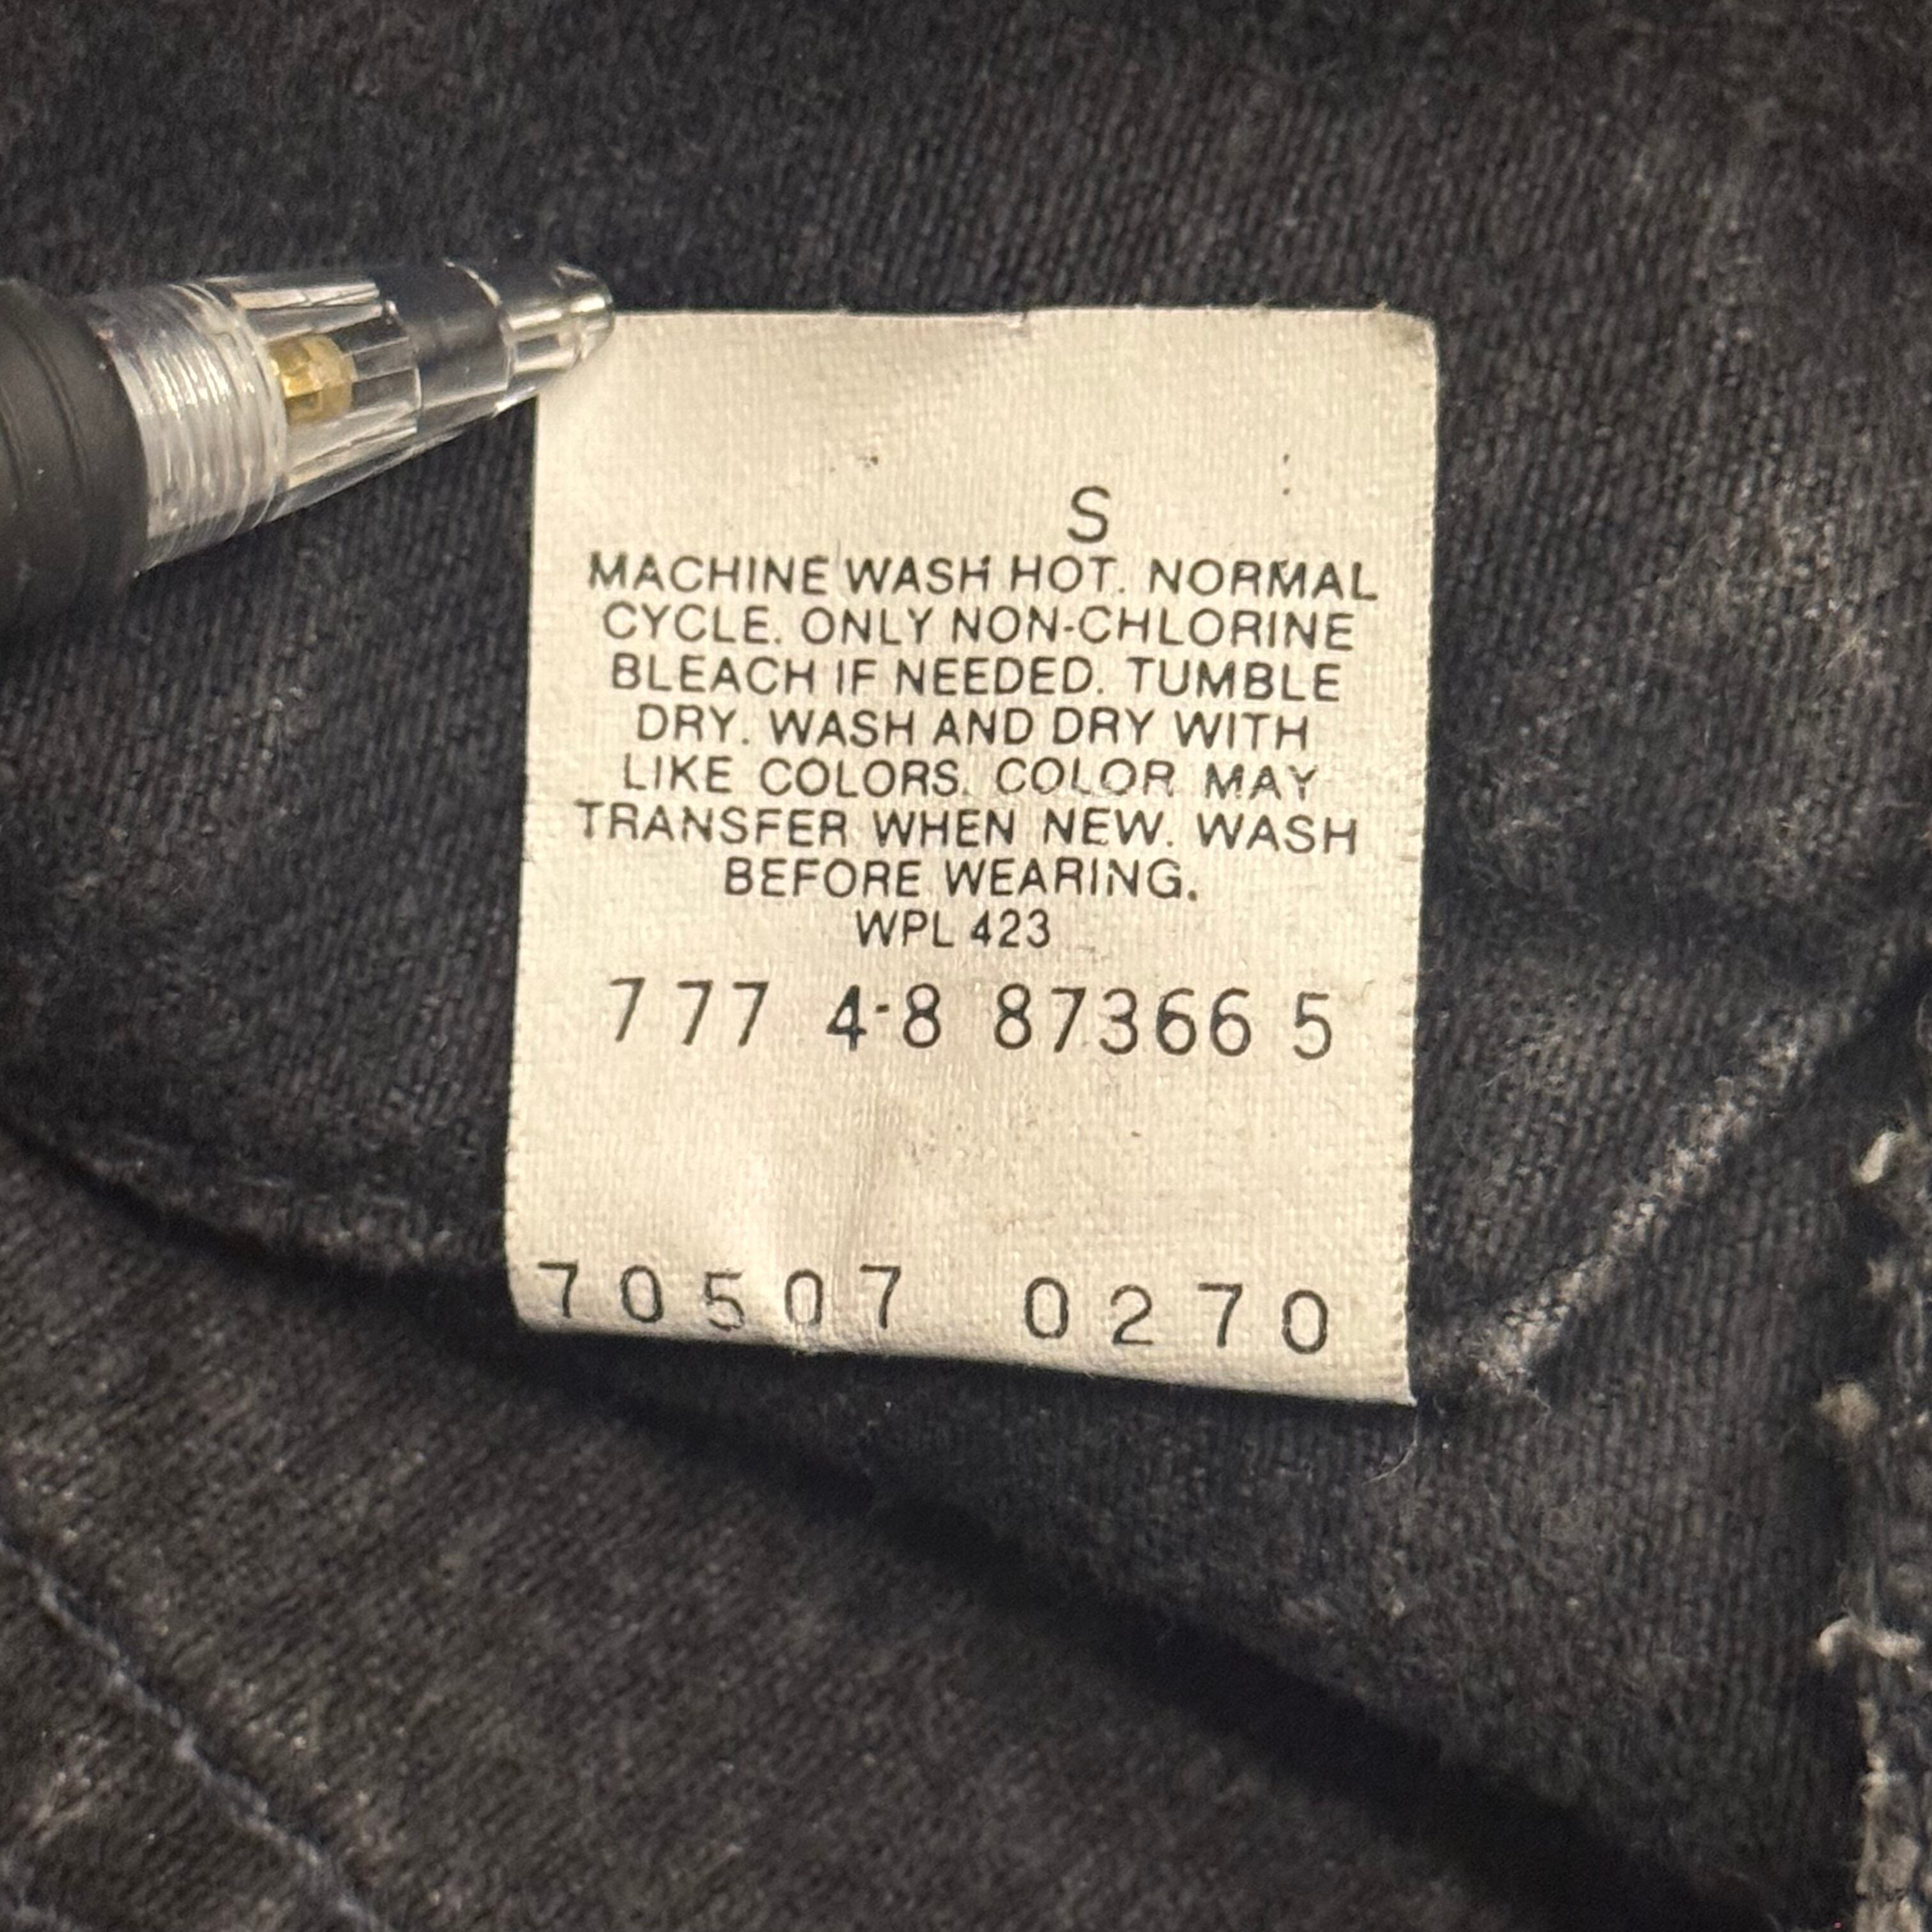 S
MACHINE WASH HOT. NORMAL
CYCLE. ONLY NON-CHLORINE
BLEACH IF NEEDED. TUMBLE
DRY. WASH AND DRY WITH
LIKE COLORS. COLOR MAY
TRANSFER WHEN NEW. WASH
BEFORE WEARING.
WPL 423
777 4-8 873665
70507 0270